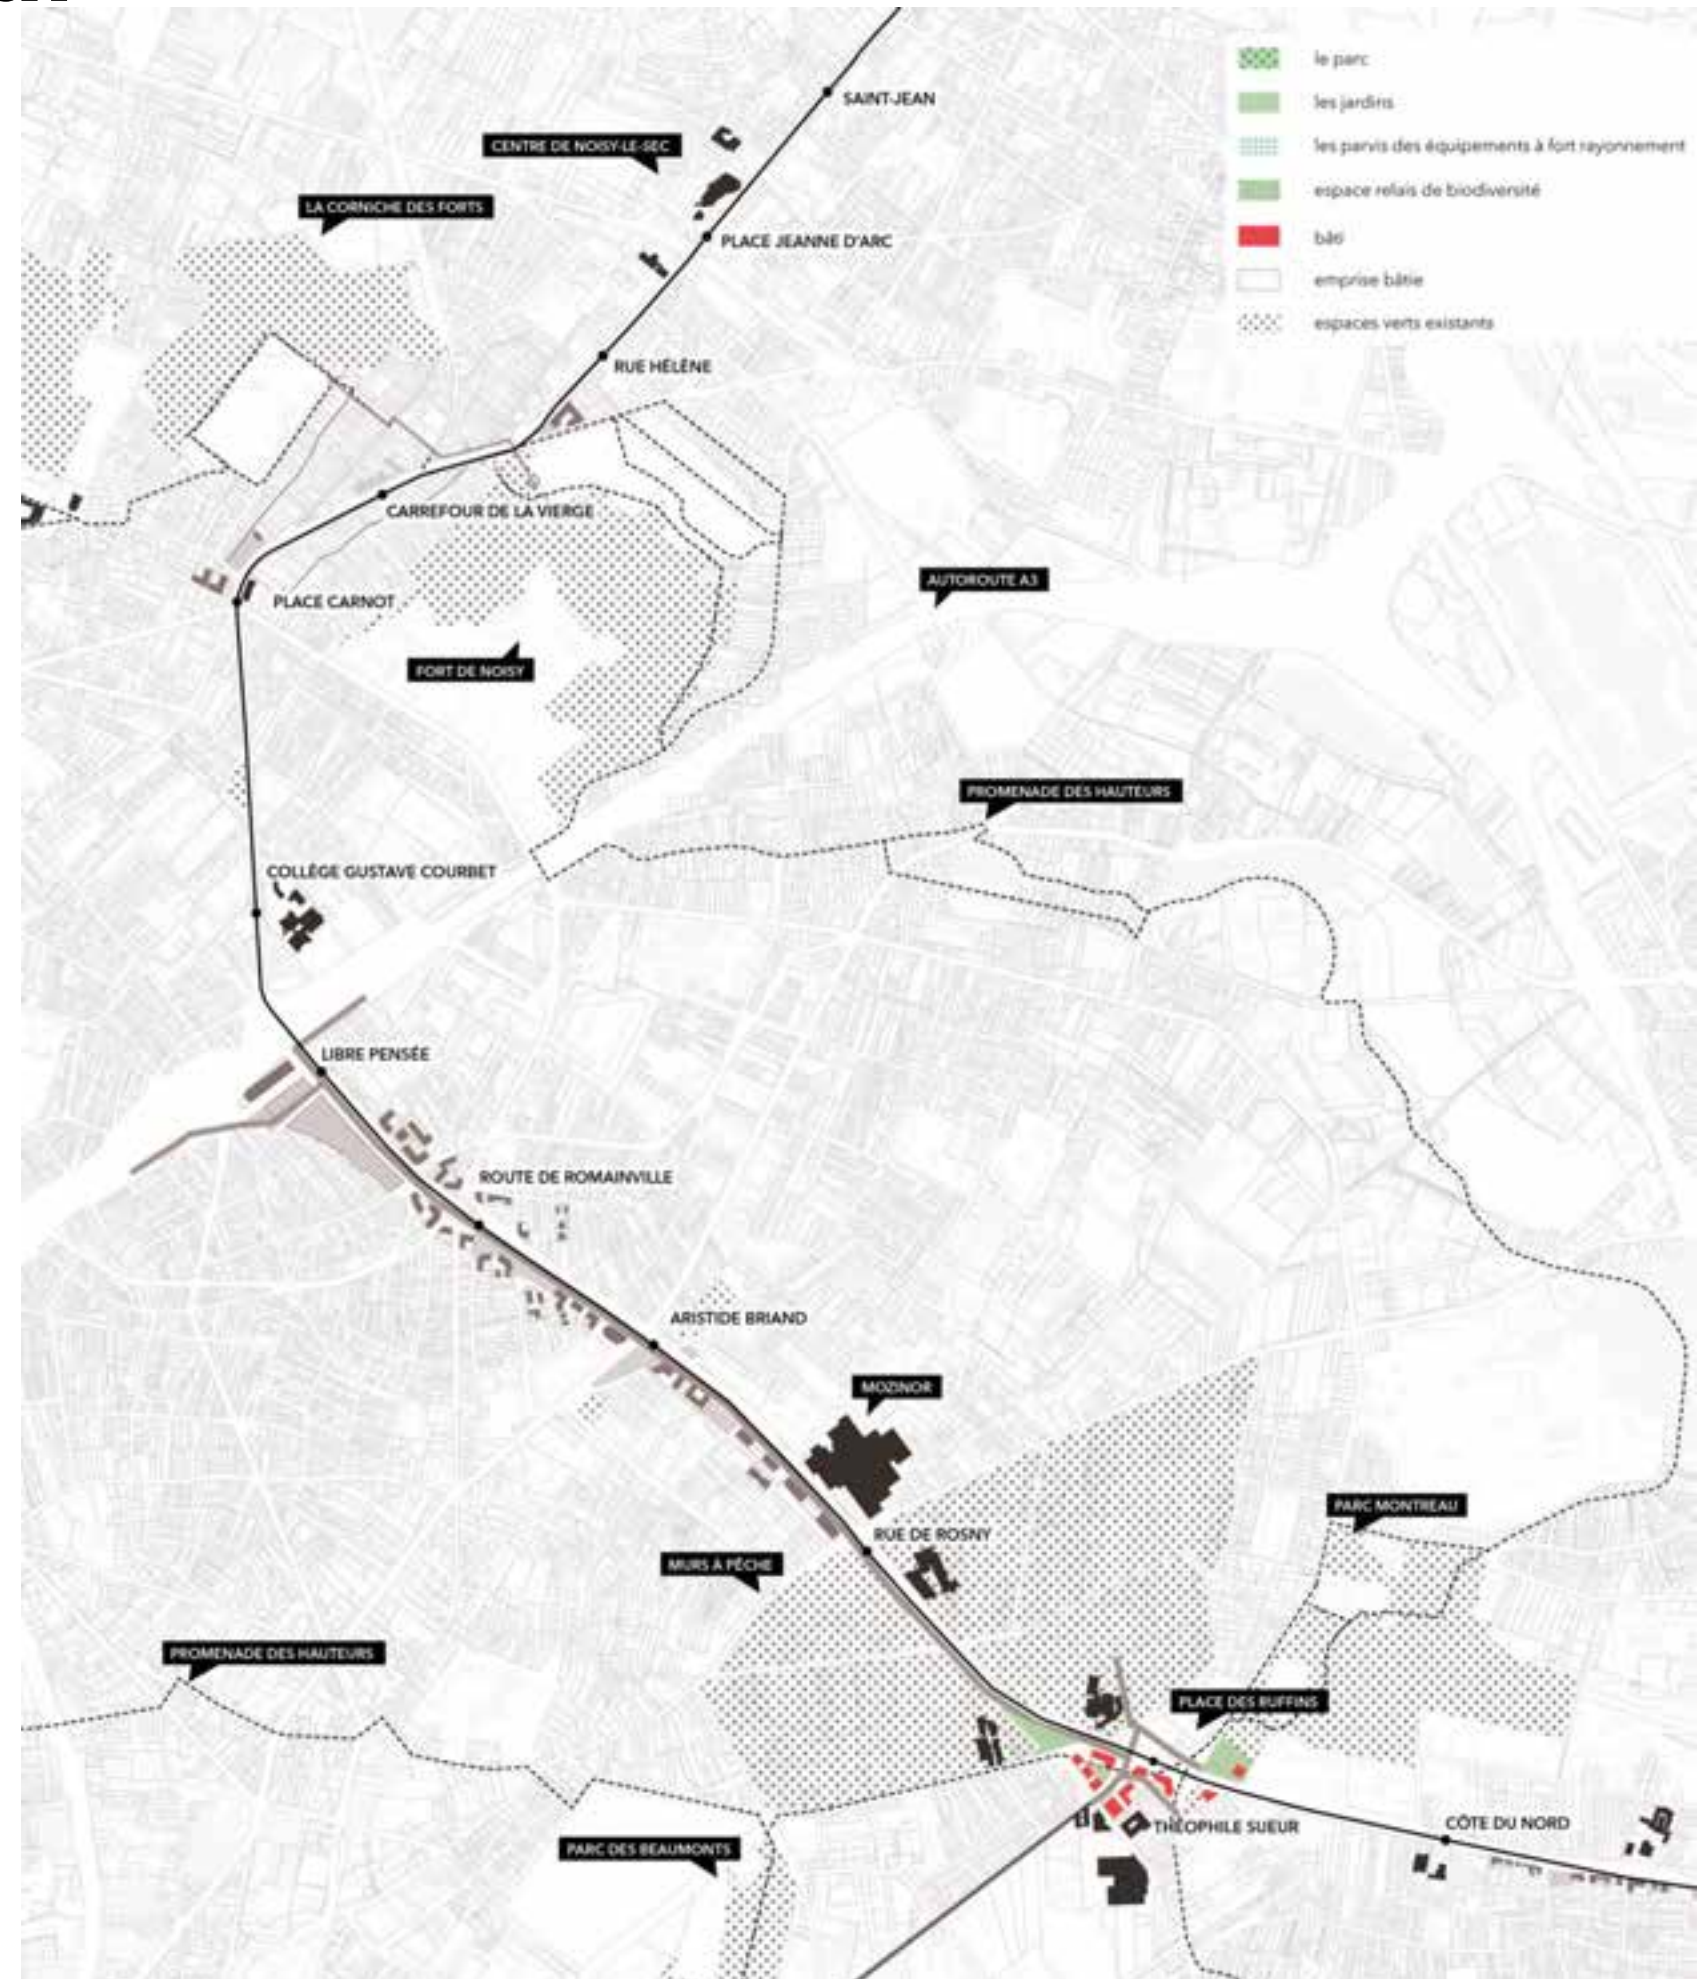 le parc
SAINT-JEAN
les jardins
CENTRE DE NOISY-LE-SEC
les parvis des équipements à fort rayonnement
espace relais de biodiversité
LA CORNICHE DES FORTS
PLACE JEANNE D'ARC
bâti
emprise bâtie
espaces verts existants
RUE HÉLÈNE
CARREFOUR DE LA VIERGE
AUTOROUTE A3
PLACE CARNOT
FORT DE NOISY
PROMENADE DES HAUTEURS
COLLÈGE GUSTAVE COURBET
LIBRE PENSÉE
ROUTE DE ROMAINVILLE
ARISTIDE BRIAND
MOZINOR
PARC MONTREAU
RUE DE ROSNY
MURS À PÊCHE
PROMENADE DES HAUTEURS
PLACE DES RUFFINS
CÔTE DU NORD
THÉOPHILE SUEUR
PARC DES BEAUMONTS